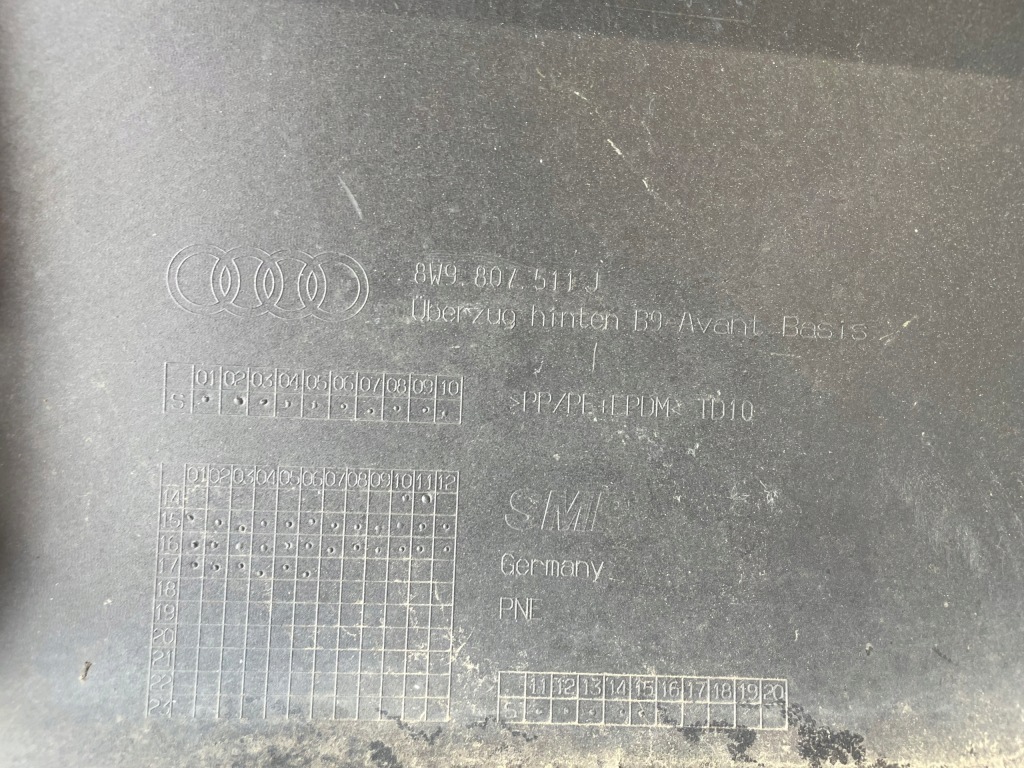 8W9.807.511 J
Überzug hinten B9-Avant Basis
01 02 03 04 05 06 07 08 09 10
S
>PP/PE+EPDM< TD10
01 02 03 04 05 06 07 08 09 10 11 12
14
15
16
17
18
19
20
21
22
SMI
Germany
PNE
11 12 13 14 15 16 17 18 19 20